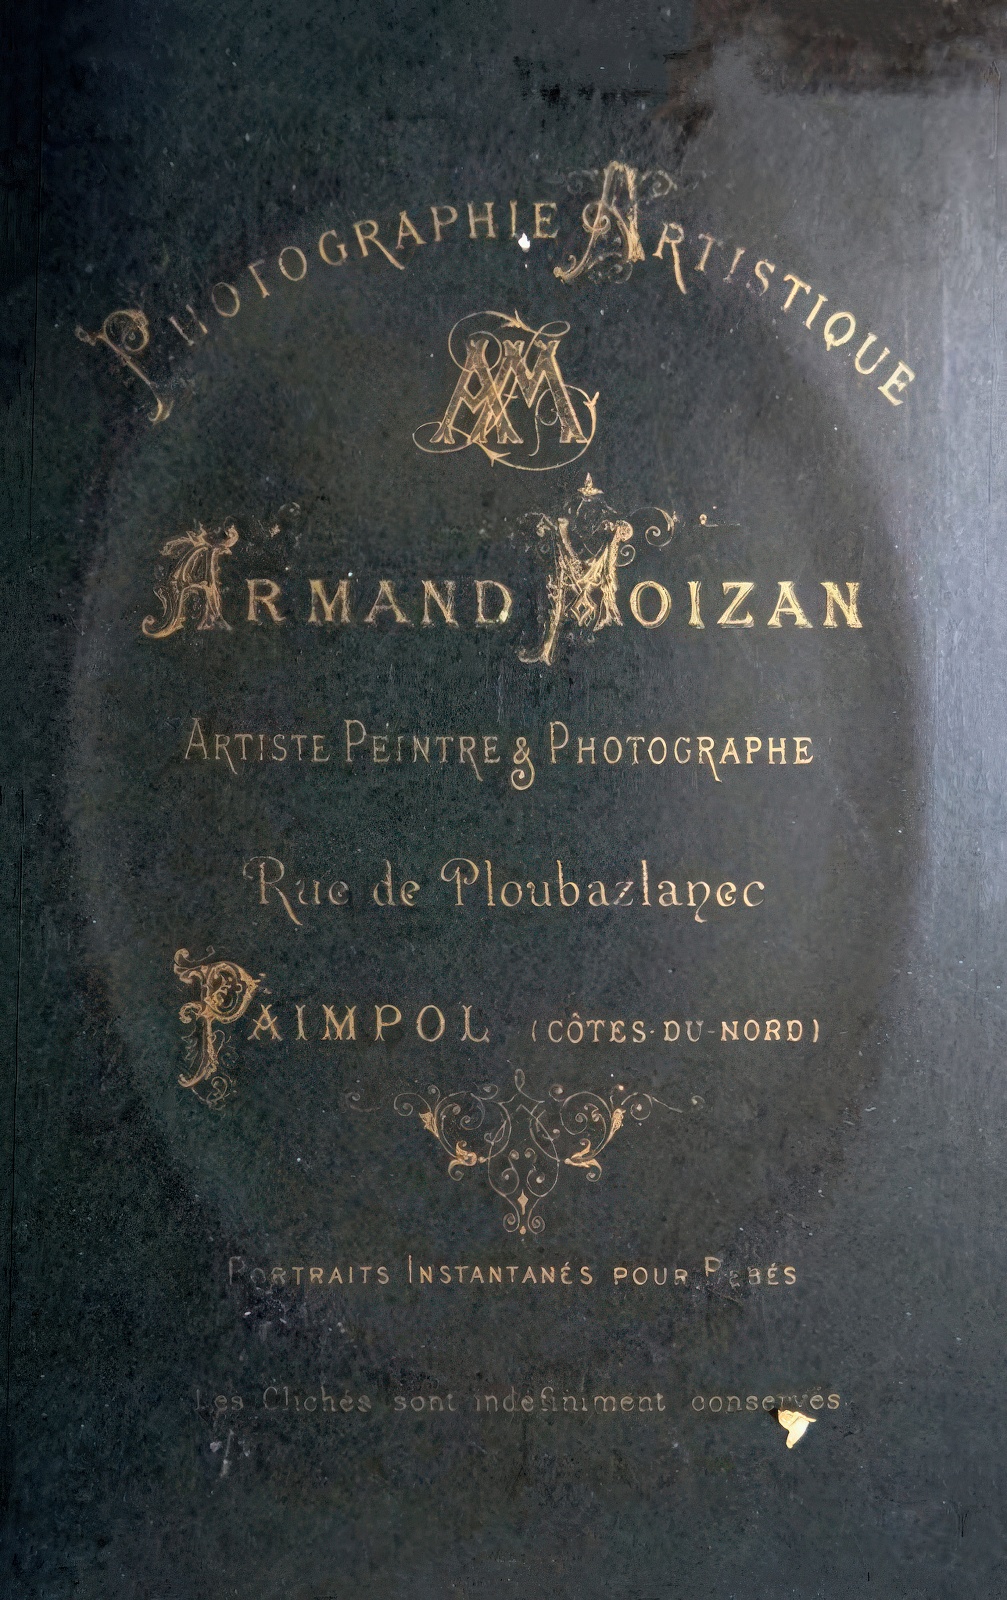 PHOTOGRAPHIE ARTISTIQUE
AM
ARMAND MOIZAN
ARTISTE PEINTRE & PHOTOGRAPHE
Rue de Ploubazlanec
PAIMPOL (CÔTES-DU-NORD)
PORTRAITS INSTANTANÉS POUR BÉBÉS
Les Clichés sont indéfiniment conservés